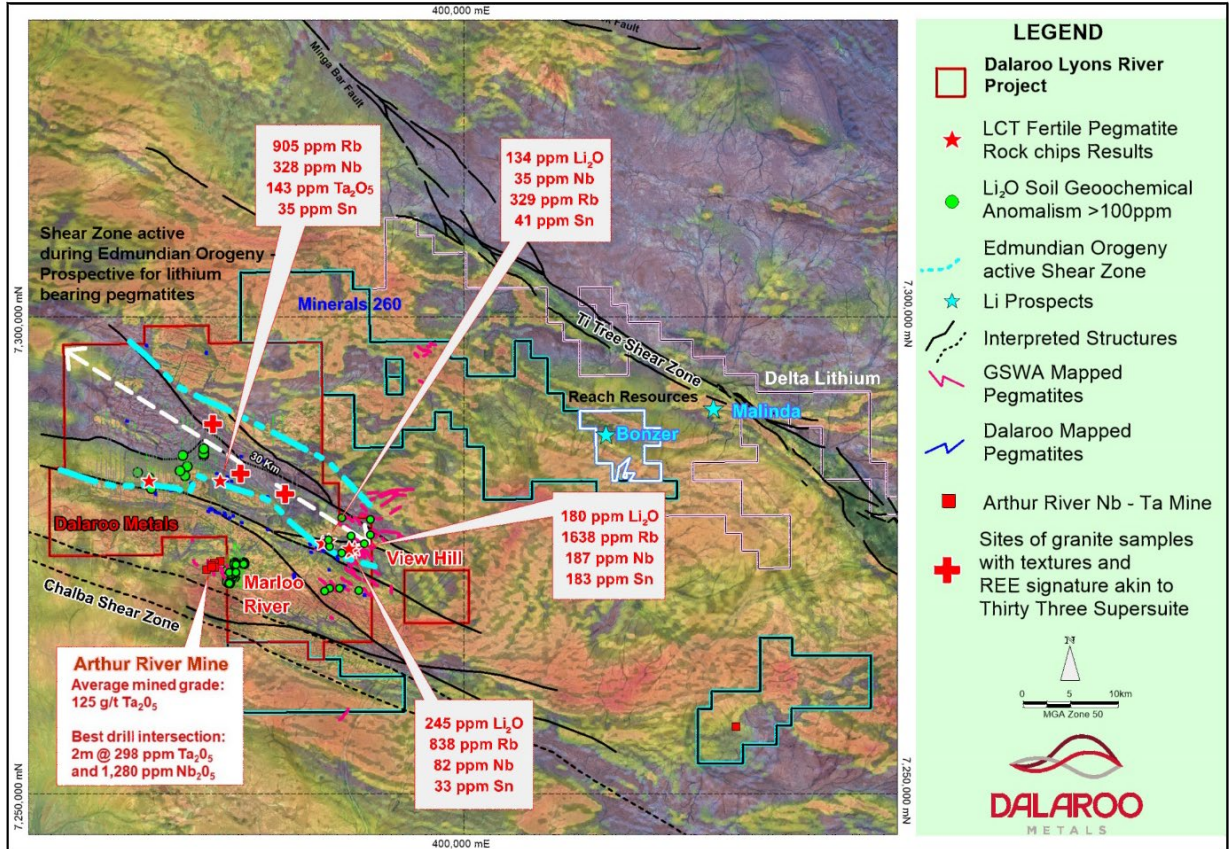 400,000 mE
Minga Bar Fault
Fault
905 ppm Rb
328 ppm Nb
143 ppm Ta₂O₅
35 ppm Sn
134 ppm Li₂O
35 ppm Nb
329 ppm Rb
41 ppm Sn
Shear Zone active
during Edmundian Orogeny -
Prospective for lithium
bearing pegmatites
Minerals 260
7,300,000 mN
7,300,000 mN
Ti Tree Shear Zone
Delta Lithium
Reach Resources
Malinda
Bonzer
30 Km
Dalaroo Metals
View Hill
180 ppm Li₂O
1638 ppm Rb
187 ppm Nb
183 ppm Sn
Marloo
River
Chalba Shear Zone
Arthur River Mine
Average mined grade:
125 g/t Ta₂0₅
Best drill intersection:
2m @ 298 ppm Ta₂0₅
and 1,280 ppm Nb₂0₅
245 ppm Li₂O
838 ppm Rb
82 ppm Nb
33 ppm Sn
7,250,000 mN
7,250,000 mN
400,000 mE
LEGEND
Dalaroo Lyons River
Project
LCT Fertile Pegmatite
Rock chips Results
Li₂O Soil Geochemical
Anomalism >100ppm
Edmundian Orogeny
active Shear Zone
Li Prospects
Interpreted Structures
GSWA Mapped
Pegmatites
Dalaroo Mapped
Pegmatites
Arthur River Nb - Ta Mine
Sites of granite samples
with textures and
REE signature akin to
Thirty Three Supersuite
N
0 5 10km
MGA Zone 50
DALAROO
METALS